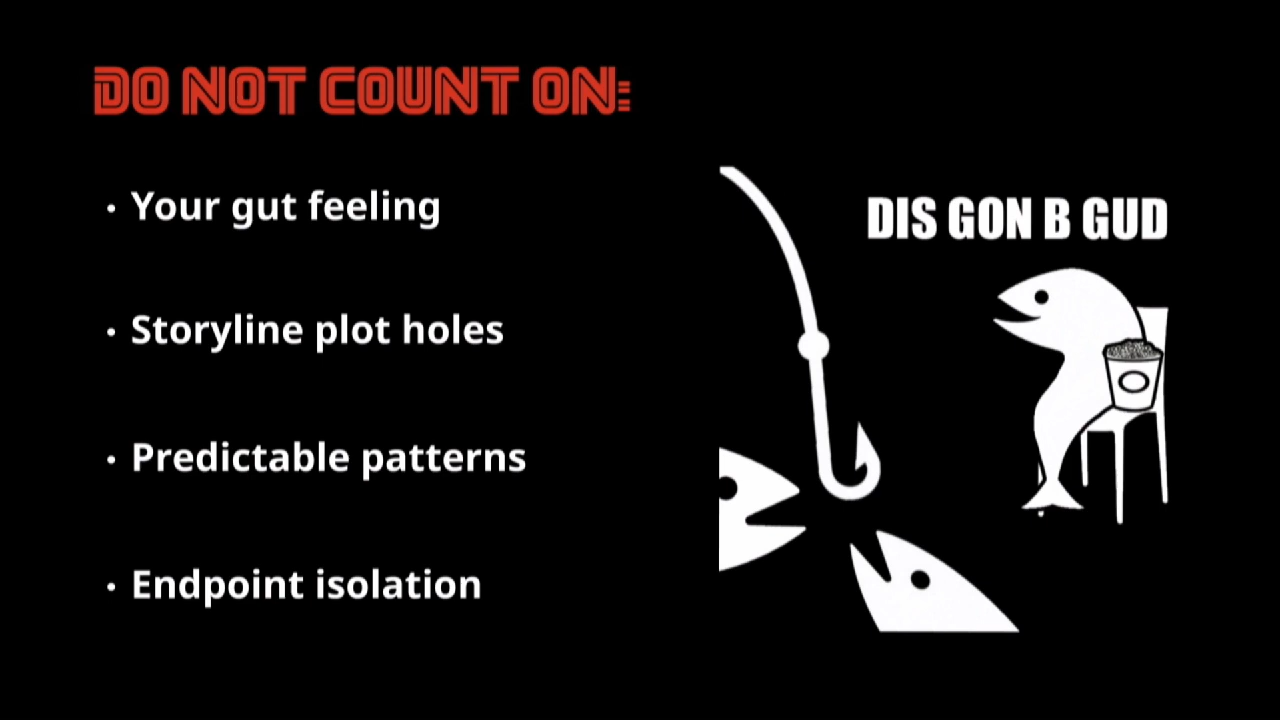 DO NOT COUNT ON:
• Your gut feeling
• Storyline plot holes
• Predictable patterns
• Endpoint isolation
DIS GON B GUD